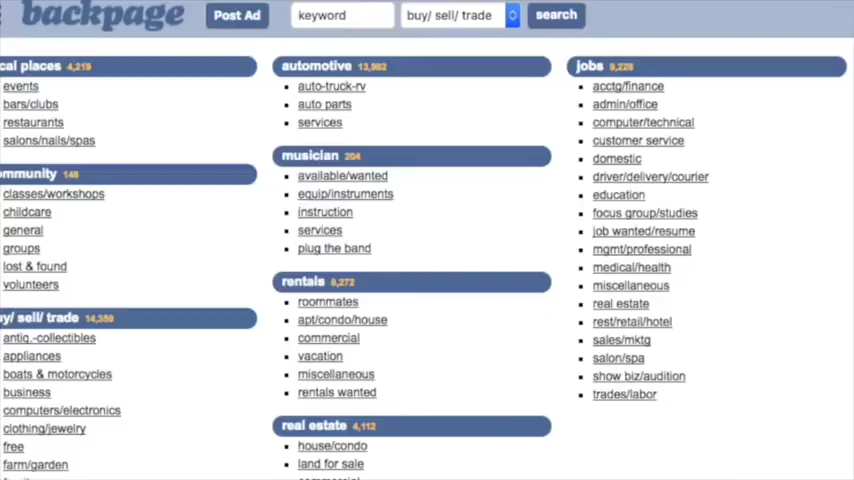 backpage
Post Ad
keyword
buy/ sell/ trade
search
cal places 4,219
events
bars/clubs
restaurants
salons/nails/spas
ommunity 146
classes/workshops
childcare
general
groups
lost & found
volunteers
uy/ sell/ trade 14,359
antiq.-collectibles
appliances
boats & motorcycles
business
computers/electronics
clothing/jewelry
free
farm/garden
automotive 13,992
auto-truck-rv
auto parts
services
musician 204
available/wanted
equip/instruments
instruction
services
plug the band
rentals 8,272
roommates
apt/condo/house
commercial
vacation
miscellaneous
rentals wanted
real estate 4,112
house/condo
land for sale
commercial
jobs 9,228
acctg/finance
admin/office
computer/technical
customer service
domestic
driver/delivery/courier
education
focus group/studies
job wanted/resume
mgmt/professional
medical/health
miscellaneous
real estate
rest/retail/hotel
sales/mktg
salon/spa
show biz/audition
trades/labor